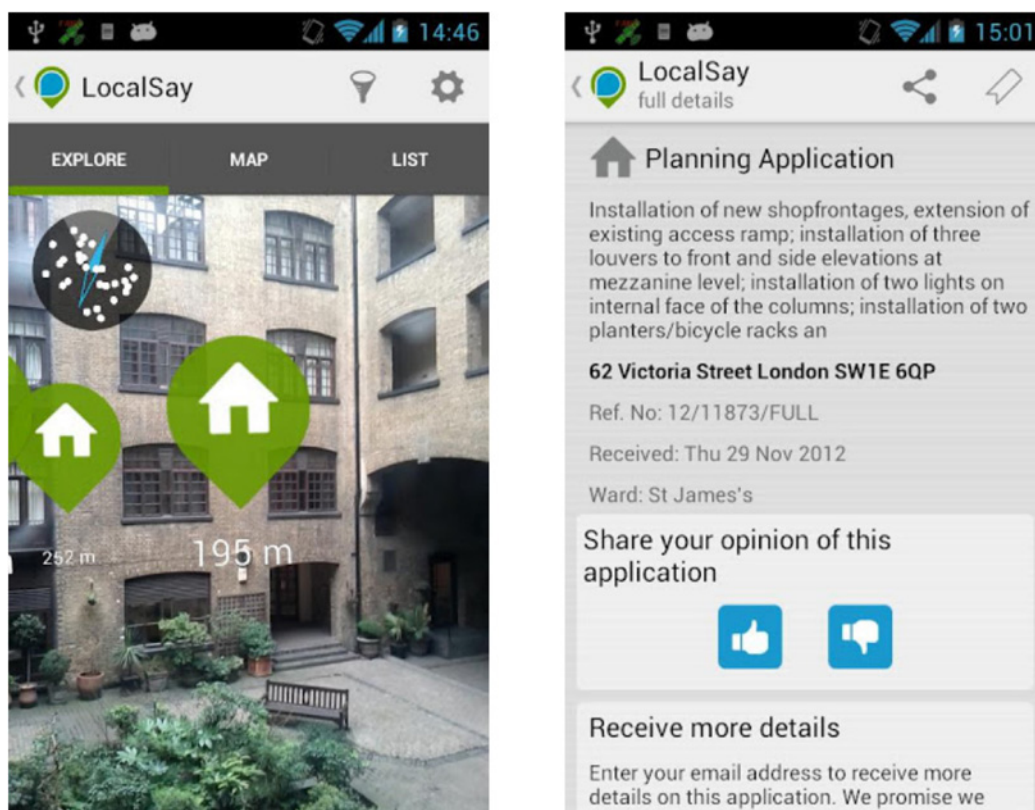 14:46
LocalSay
EXPLORE MAP LIST
252 m
195 m
15:01
LocalSay
full details
Planning Application
Installation of new shopfrontages, extension of
existing access ramp; installation of three
louvers to front and side elevations at
mezzanine level; installation of two lights on
internal face of the columns; installation of two
planters/bicycle racks an
62 Victoria Street London SW1E 6QP
Ref. No: 12/11873/FULL
Received: Thu 29 Nov 2012
Ward: St James's
Share your opinion of this
application
Receive more details
Enter your email address to receive more
details on this application. We promise we